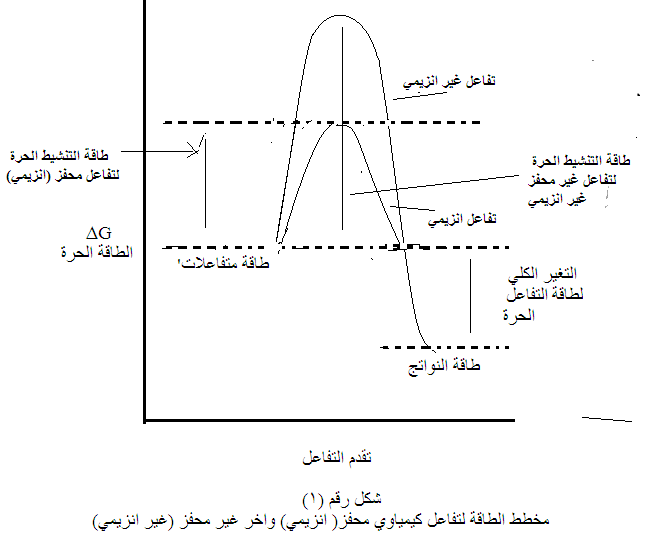 تفاعل غير انزيمي
طاقة التنشيط الحرة
لتفاعل محفز (انزيمي)
طاقة التنشيط الحرة
لتفاعل غير محفز
غير انزيمي
تفاعل انزيمي
ΔG
الطاقة الحرة
طاقة متفاعلات'
التغير الكلي
لطاقة التفاعل
الحرة
طاقة النواتج
تقدم التفاعل
شكل رقم (١)
مخطط الطاقة لتفاعل كيمياوي محفز( انزيمي) واخر غير محفز (غير انزيمي)